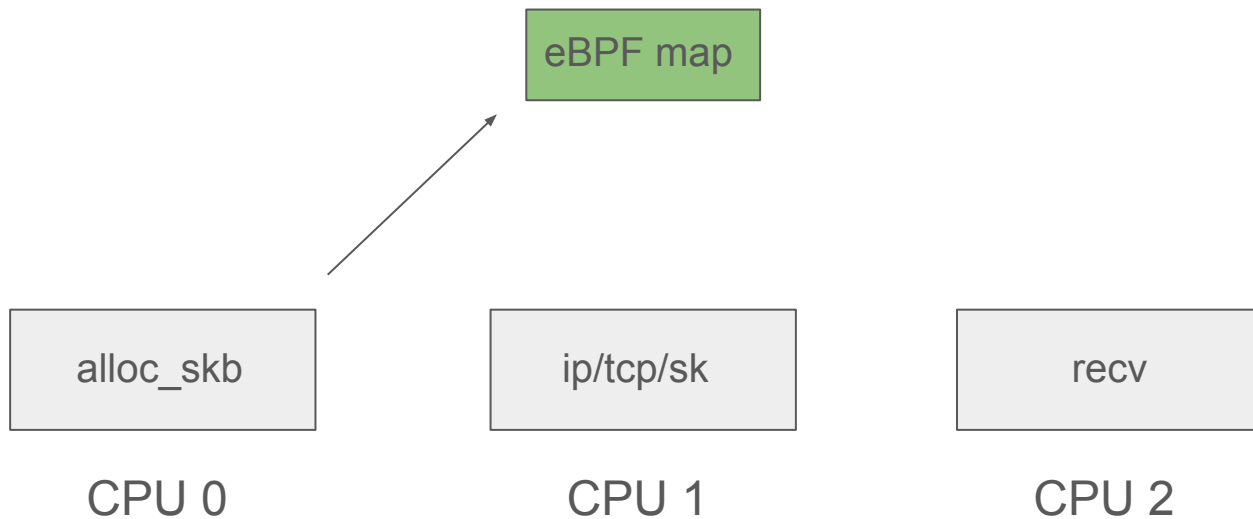 eBPF map
alloc_skb
ip/tcp/sk
recv
CPU 0
CPU 1
CPU 2